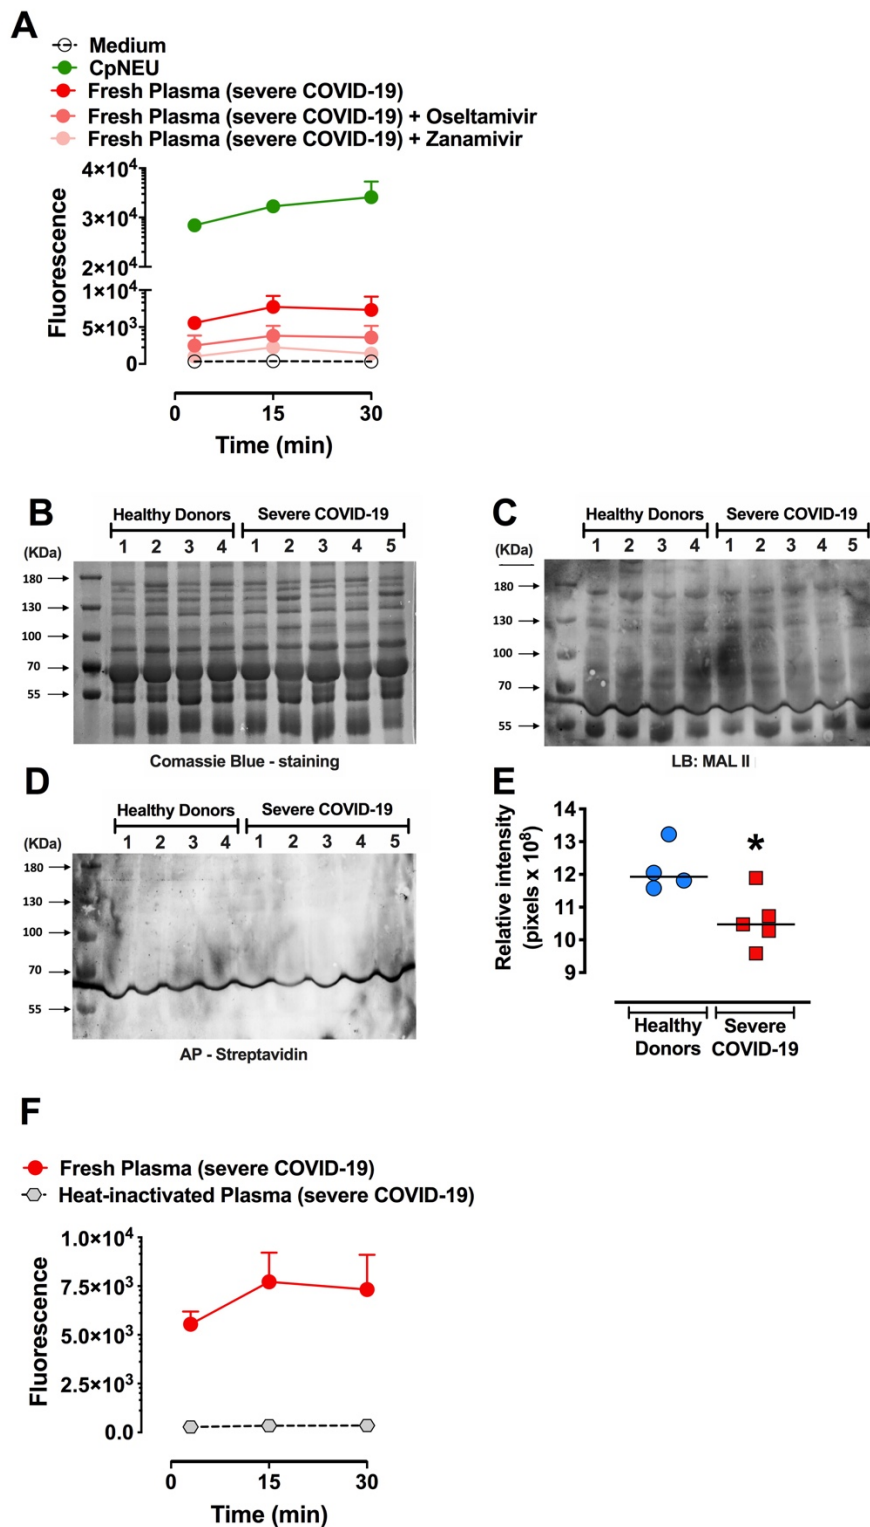 A
Medium
CpNEU
Fresh Plasma (severe COVID-19)
Fresh Plasma (severe COVID-19) + Oseltamivir
Fresh Plasma (severe COVID-19) + Zanamivir
4×10⁴
3×10⁴
2×10⁴
1×10⁴
5×10³
0
Fluorescence
0 15 30
Time (min)
B
Healthy Donors Severe COVID-19
(KDa) 1 2 3 4 1 2 3 4 5
180
130
100
70
55
Comassie Blue - staining
C
Healthy Donors Severe COVID-19
(KDa) 1 2 3 4 1 2 3 4 5
180
130
100
70
55
LB: MAL II
D
Healthy Donors Severe COVID-19
(KDa) 1 2 3 4 1 2 3 4 5
180
130
100
70
55
AP - Streptavidin
E
Relative intensity
(pixels x 10⁸)
14
13
12
11
10
9
*
Healthy Donors
Severe COVID-19
F
Fresh Plasma (severe COVID-19)
Heat-inactivated Plasma (severe COVID-19)
1.0×10⁴
7.5×10³
5.0×10³
2.5×10³
0.0
Fluorescence
0 15 30
Time (min)